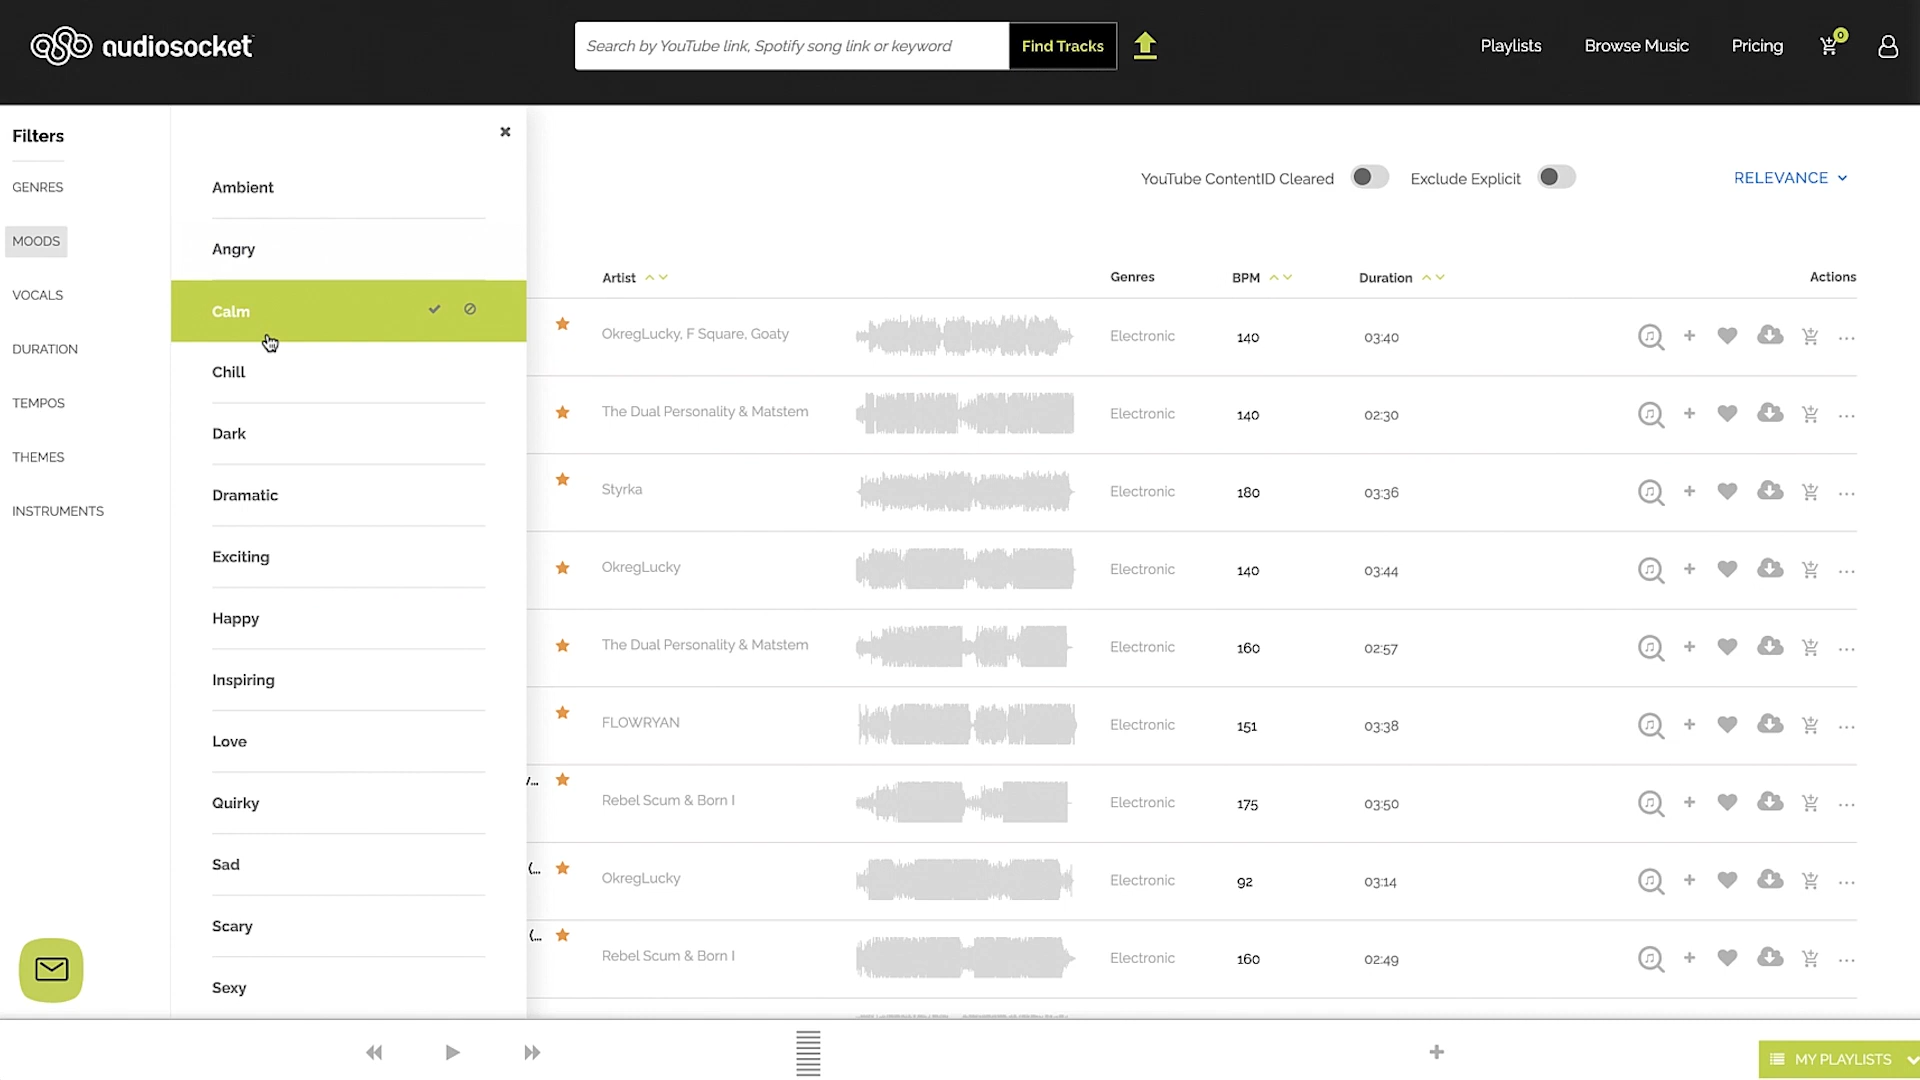 audiosocket
Search by YouTube link, Spotify song link or keyword
Find Tracks
Playlists
Browse Music
Pricing
0
Filters
GENRES
MOODS
VOCALS
DURATION
TEMPOS
THEMES
INSTRUMENTS
Ambient
Angry
Calm
Chill
Dark
Dramatic
Exciting
Happy
Inspiring
Love
Quirky
Sad
Scary
Sexy
YouTube ContentID Cleared
Exclude Explicit
RELEVANCE
Artist Genres BPM Duration Actions
OkregLucky, F Square, Goaty Electronic 140 03:40
The Dual Personality & Matstem Electronic 140 02:30
Styrka Electronic 180 03:36
OkregLucky Electronic 140 03:44
The Dual Personality & Matstem Electronic 160 02:57
FLOWRYAN Electronic 151 03:38
Rebel Scum & Born I Electronic 175 03:50
(... OkregLucky Electronic 92 03:14
(... Rebel Scum & Born I Electronic 160 02:49
MY PLAYLISTS